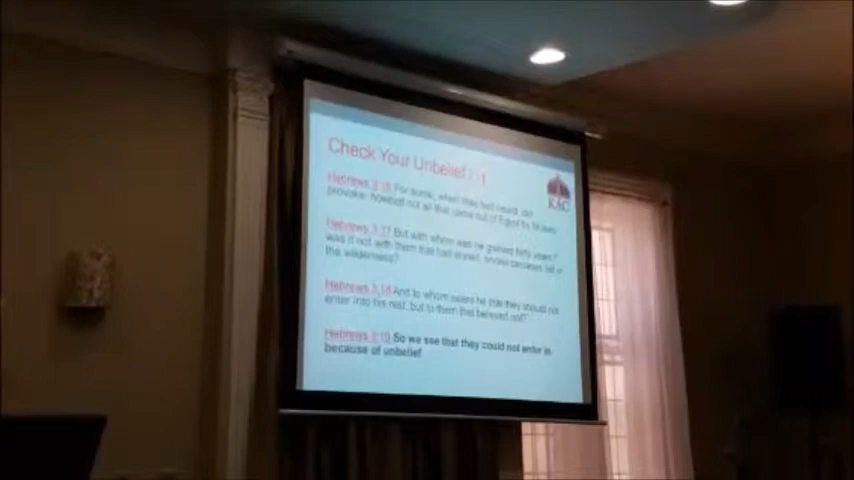 Check Your Unbelief
KAC
Hebrews 3:16 For some, when they had heard, did
provoke: howbeit not all that came out of Egypt by Moses.
Hebrews 3:17 But with whom was he grieved forty years?
was it not with them that had sinned, whose carcases fell in
the wilderness?
Hebrews 3:18 And to whom sware he that they should not
enter into his rest, but to them that believed not?
Hebrews 3:19 So we see that they could not enter in
because of unbelief